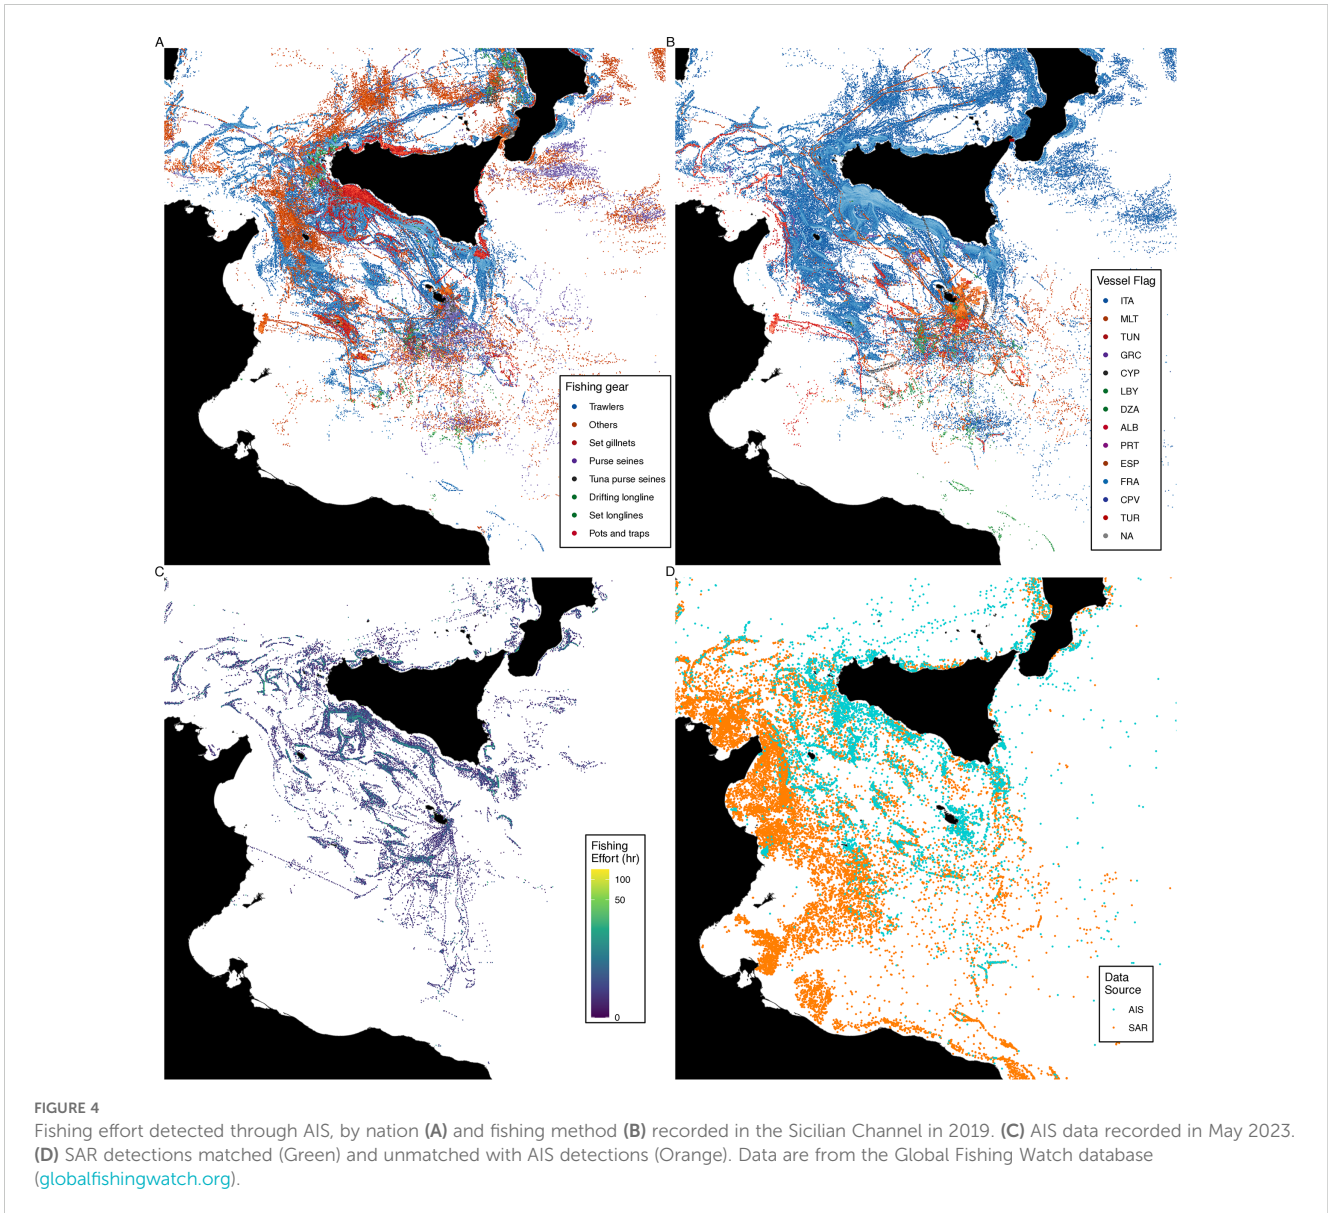 A
B
Fishing gear
Trawlers
Others
Set gillnets
Purse seines
Tuna purse seines
Drifting longline
Set longlines
Pots and traps
Vessel Flag
ITA
MLT
TUN
GRC
CYP
LBY
DZA
ALB
PRT
ESP
FRA
CPV
TUR
NA
C
D
Fishing
Effort (hr)
100
50
0
Data
Source
AIS
SAR
FIGURE 4
Fishing effort detected through AIS, by nation (A) and fishing method (B) recorded in the Sicilian Channel in 2019. (C) AIS data recorded in May 2023.
(D) SAR detections matched (Green) and unmatched with AIS detections (Orange). Data are from the Global Fishing Watch database
(globalfishingwatch.org).